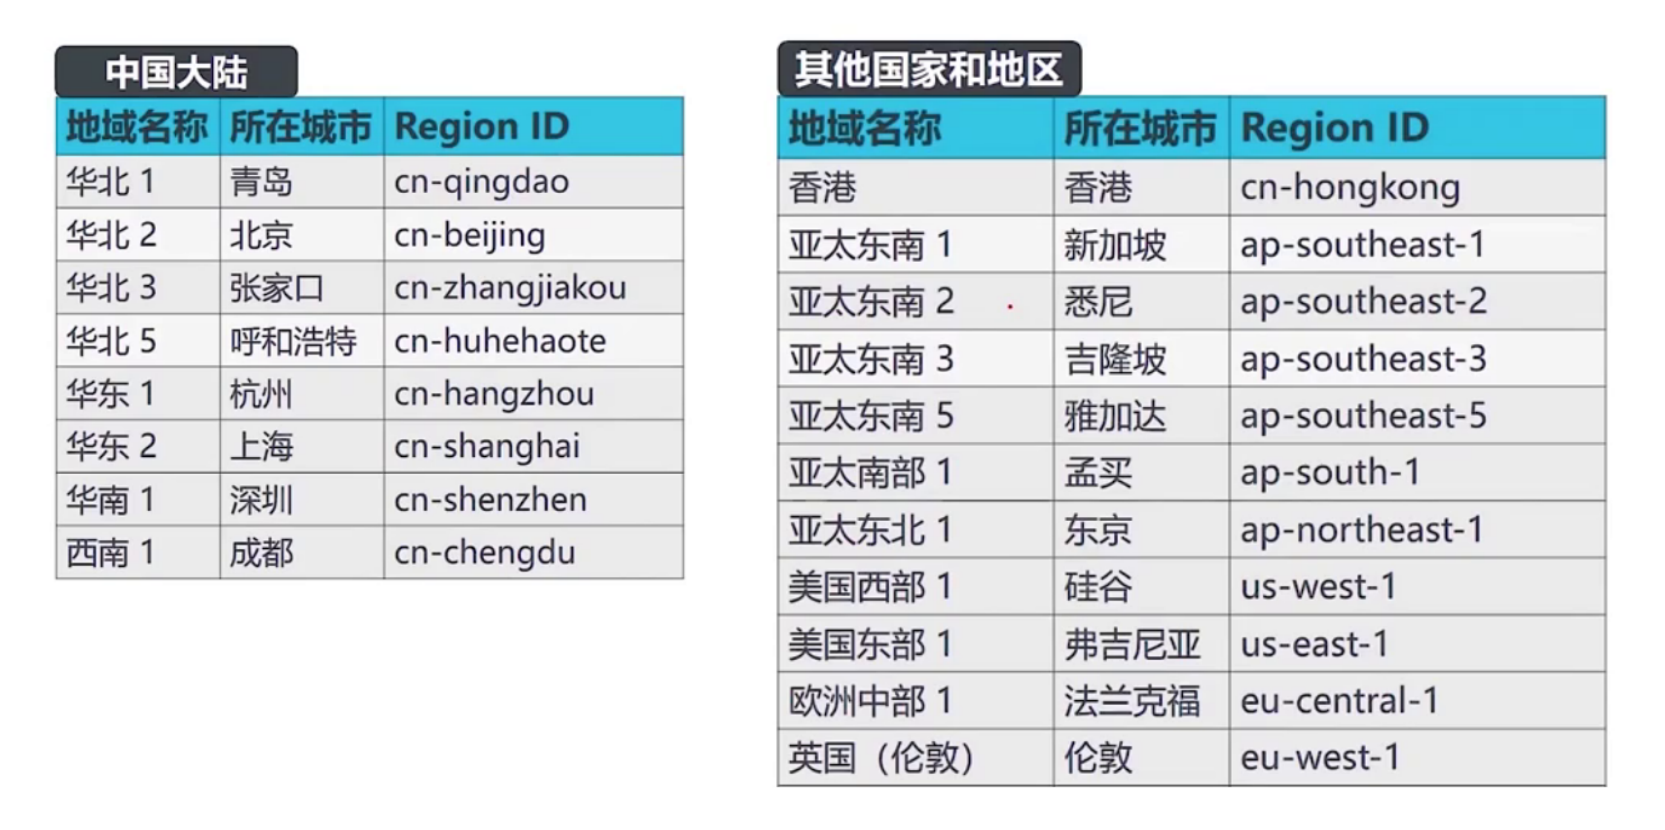 中国大陆
地域名称 所在城市 Region ID
华北 1 青岛 cn-qingdao
华北 2 北京 cn-beijing
华北 3 张家口 cn-zhangjiakou
华北 5 呼和浩特 cn-huhehaote
华东 1 杭州 cn-hangzhou
华东 2 上海 cn-shanghai
华南 1 深圳 cn-shenzhen
西南 1 成都 cn-chengdu
其他国家和地区
地域名称 所在城市 Region ID
香港 香港 cn-hongkong
亚太东南 1 新加坡 ap-southeast-1
亚太东南 2 悉尼 ap-southeast-2
亚太东南 3 吉隆坡 ap-southeast-3
亚太东南 5 雅加达 ap-southeast-5
亚太南部 1 孟买 ap-south-1
亚太东北 1 东京 ap-northeast-1
美国西部 1 硅谷 us-west-1
美国东部 1 弗吉尼亚 us-east-1
欧洲中部 1 法兰克福 eu-central-1
英国（伦敦） 伦敦 eu-west-1